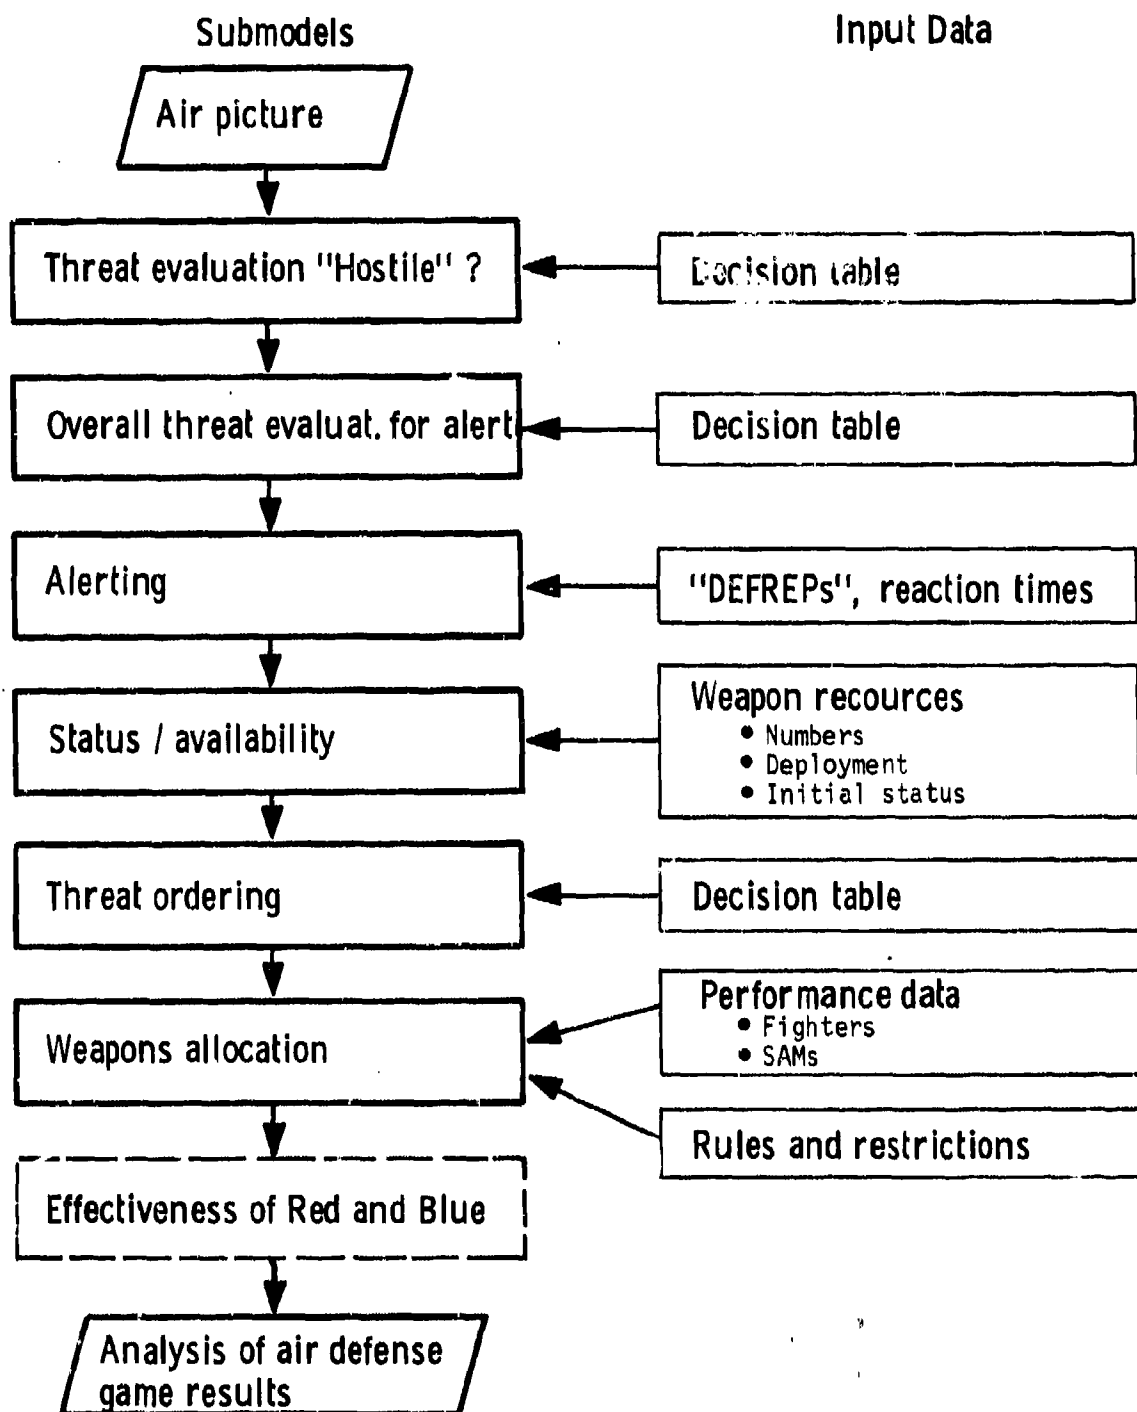 Submodels
Input Data
Air picture
Threat evaluation "Hostile" ?
Decision table
Overall threat evaluat. for alert
Decision table
Alerting
"DEFREPs", reaction times
Status / availability
Weapon recources
• Numbers
• Deployment
• Initial status
Threat ordering
Decision table
Weapons allocation
Performance data
• Fighters
• SAMs
Rules and restrictions
Effectiveness of Red and Blue
Analysis of air defense
game results